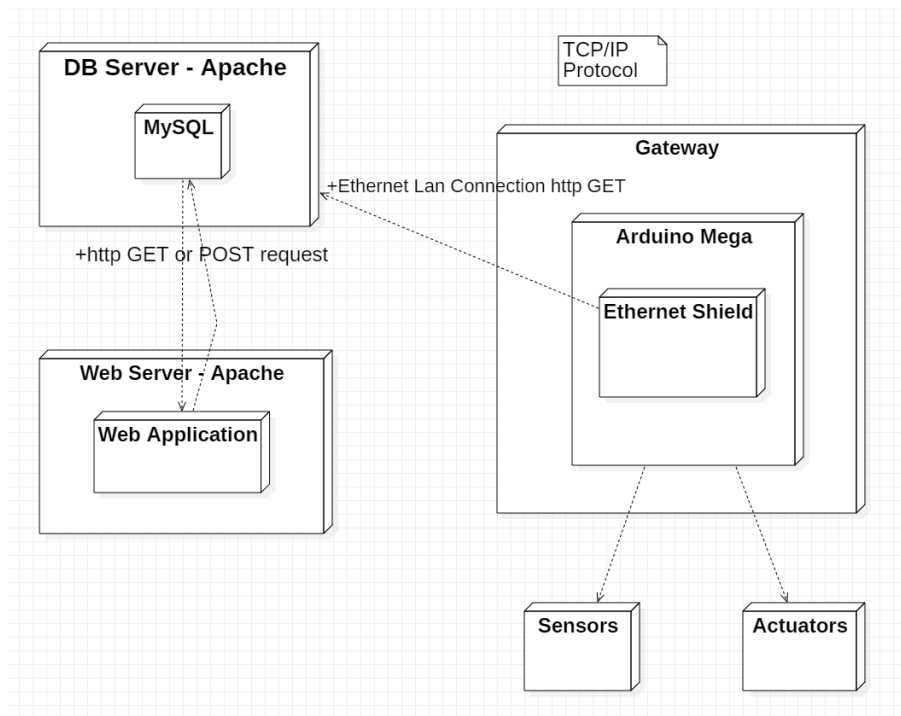 DB Server - Apache
MySQL
TCP/IP
Protocol
Gateway
+Ethernet Lan Connection http GET
Arduino Mega
+http GET or POST request
Ethernet Shield
Web Server - Apache
Web Application
Sensors
Actuators